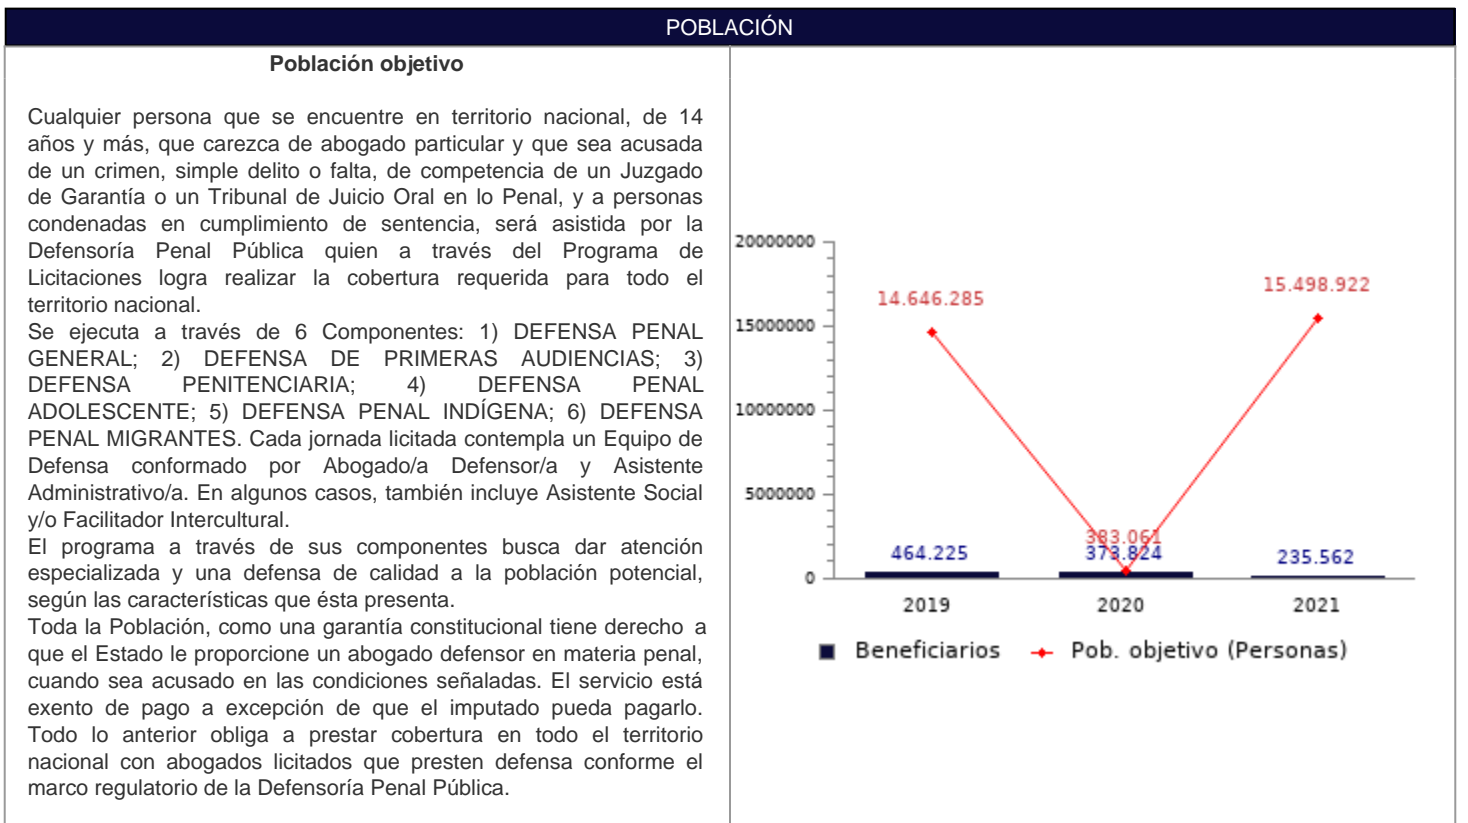 POBLACIÓN
Población objetivo
Cualquier persona que se encuentre en territorio nacional, de 14
años y más, que carezca de abogado particular y que sea acusada
de un crimen, simple delito o falta, de competencia de un Juzgado
de Garantía o un Tribunal de Juicio Oral en lo Penal, y a personas
condenadas en cumplimiento de sentencia, será asistida por la
Defensoría Penal Pública quien a través del Programa de
Licitaciones logra realizar la cobertura requerida para todo el
territorio nacional.
Se ejecuta a través de 6 Componentes: 1) DEFENSA PENAL
GENERAL; 2) DEFENSA DE PRIMERAS AUDIENCIAS; 3)
DEFENSA PENITENCIARIA; 4) DEFENSA PENAL
ADOLESCENTE; 5) DEFENSA PENAL INDÍGENA; 6) DEFENSA
PENAL MIGRANTES. Cada jornada licitada contempla un Equipo de
Defensa conformado por Abogado/a Defensor/a y Asistente
Administrativo/a. En algunos casos, también incluye Asistente Social
y/o Facilitador Intercultural.
El programa a través de sus componentes busca dar atención
especializada y una defensa de calidad a la población potencial,
según las características que ésta presenta.
Toda la Población, como una garantía constitucional tiene derecho a
que el Estado le proporcione un abogado defensor en materia penal,
cuando sea acusado en las condiciones señaladas. El servicio está
exento de pago a excepción de que el imputado pueda pagarlo.
Todo lo anterior obliga a prestar cobertura en todo el territorio
nacional con abogados licitados que presten defensa conforme el
marco regulatorio de la Defensoría Penal Pública.
20000000
15000000
10000000
5000000
0
14.646.285
15.498.922
383.061
464.225
373.824
235.562
2019
2020
2021
Beneficiarios
Pob. objetivo (Personas)